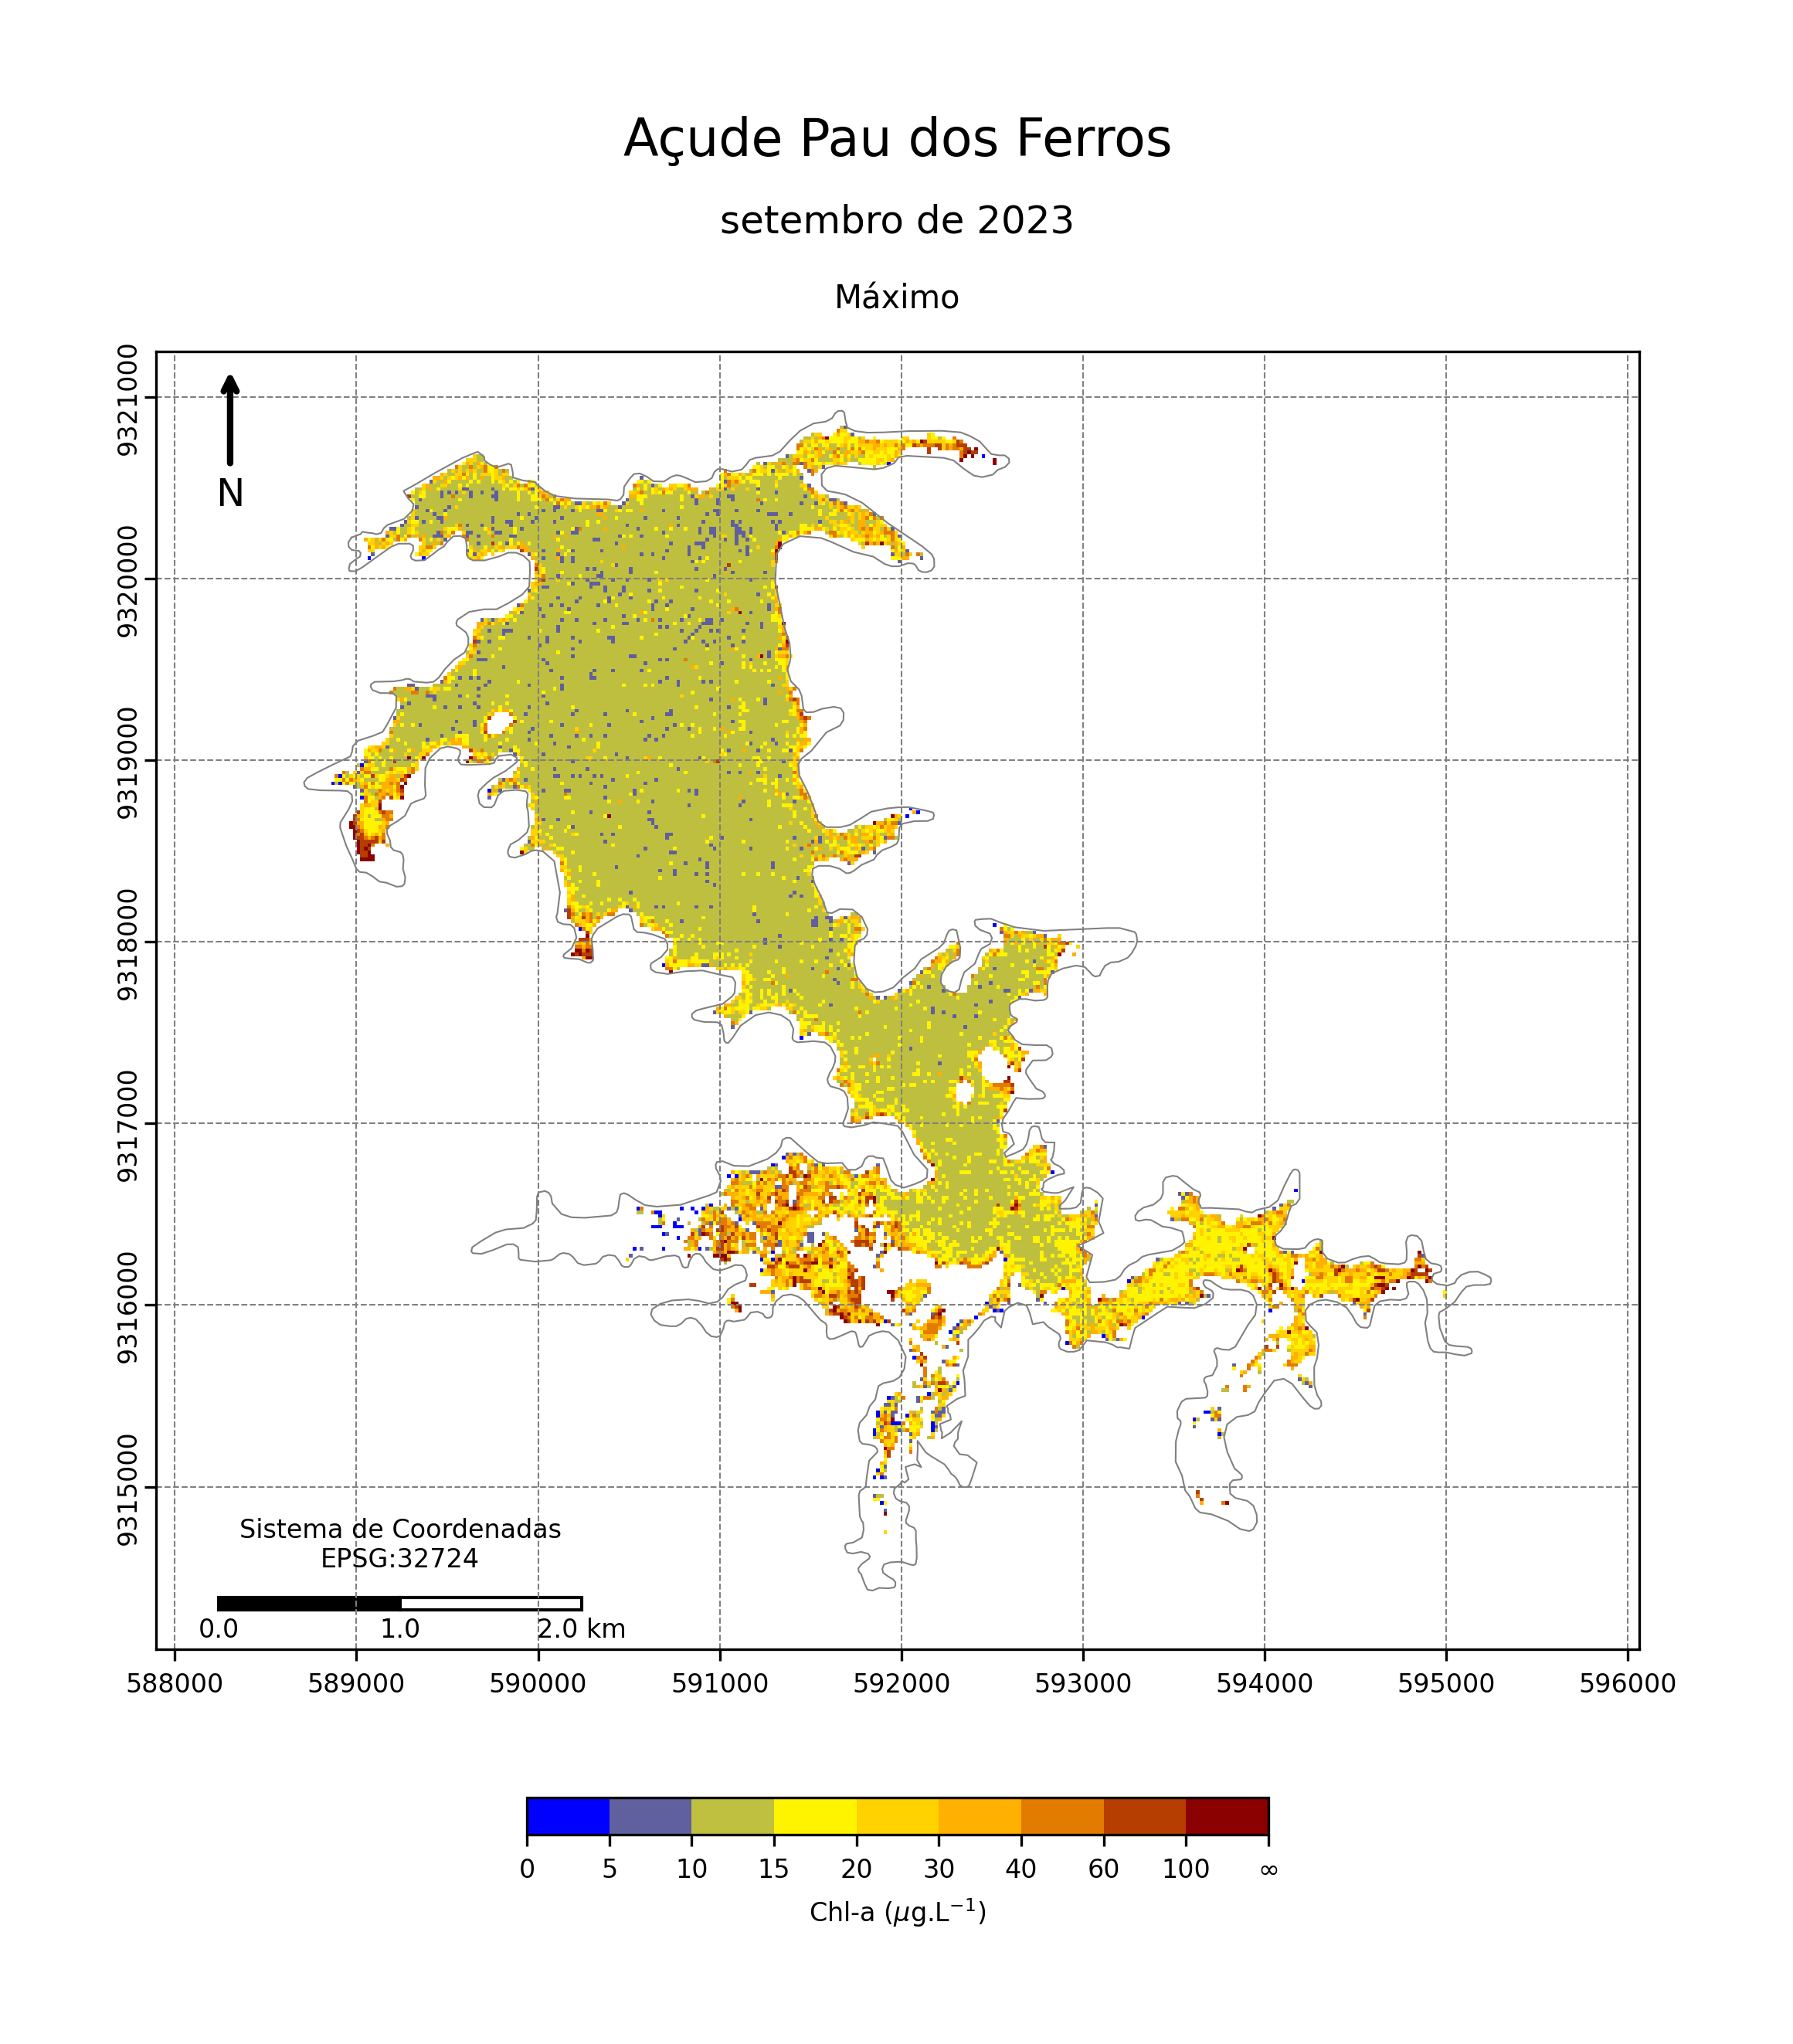 Açude Pau dos Ferros
setembro de 2023
Máximo
9321000
9320000
9319000
9318000
9317000
9316000
9315000
N
Sistema de Coordenadas
EPSG:32724
0.0 1.0 2.0 km
588000 589000 590000 591000 592000 593000 594000 595000 596000
0 5 10 15 20 30 40 60 100 ∞
Chl-a (μg.L⁻¹)